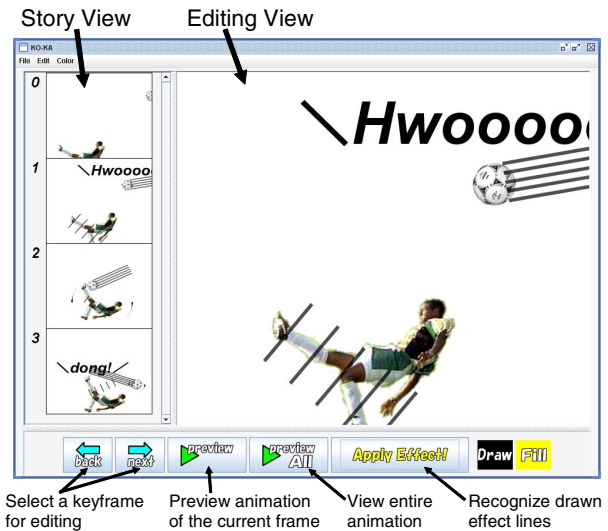 Story View
Editing View
KO-KA
File Edit Color
0
1
\Hwoooo
2
3
\dong!/
\Hwooooo
back
next
preview
preview All
Apply Effect!
Draw
Fill
Select a keyframe
for editing
Preview animation
of the current frame
View entire
animation
Recognize drawn
effect lines